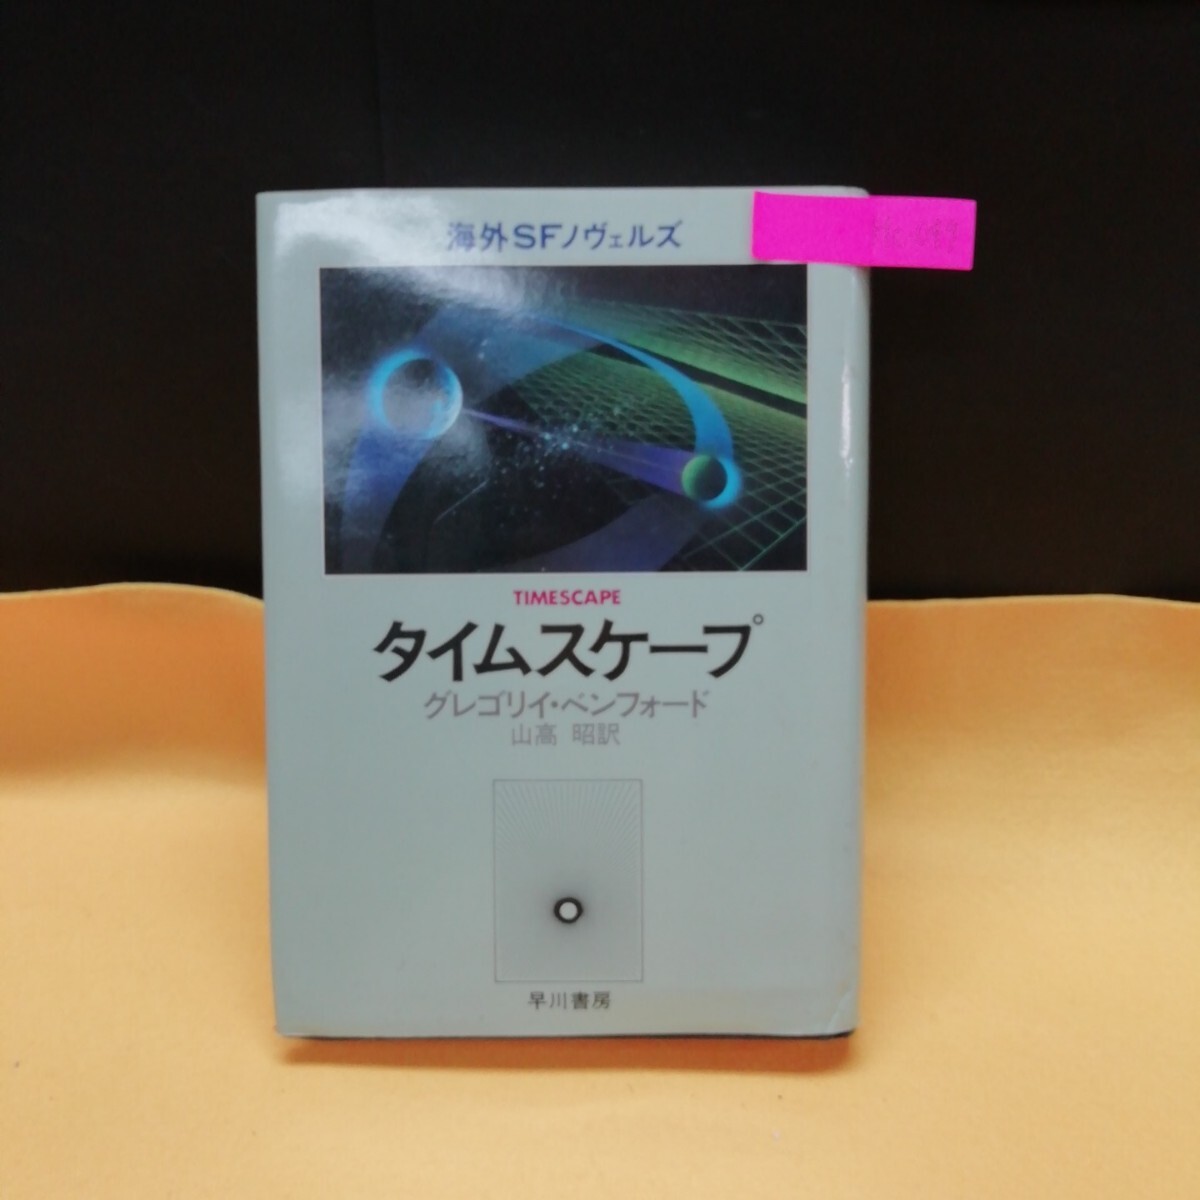 海外SFノヴェルズ
TIMESCAPE
タイムスケープ
グレゴリイ・ベンフォード
山高 昭訳
早川書房